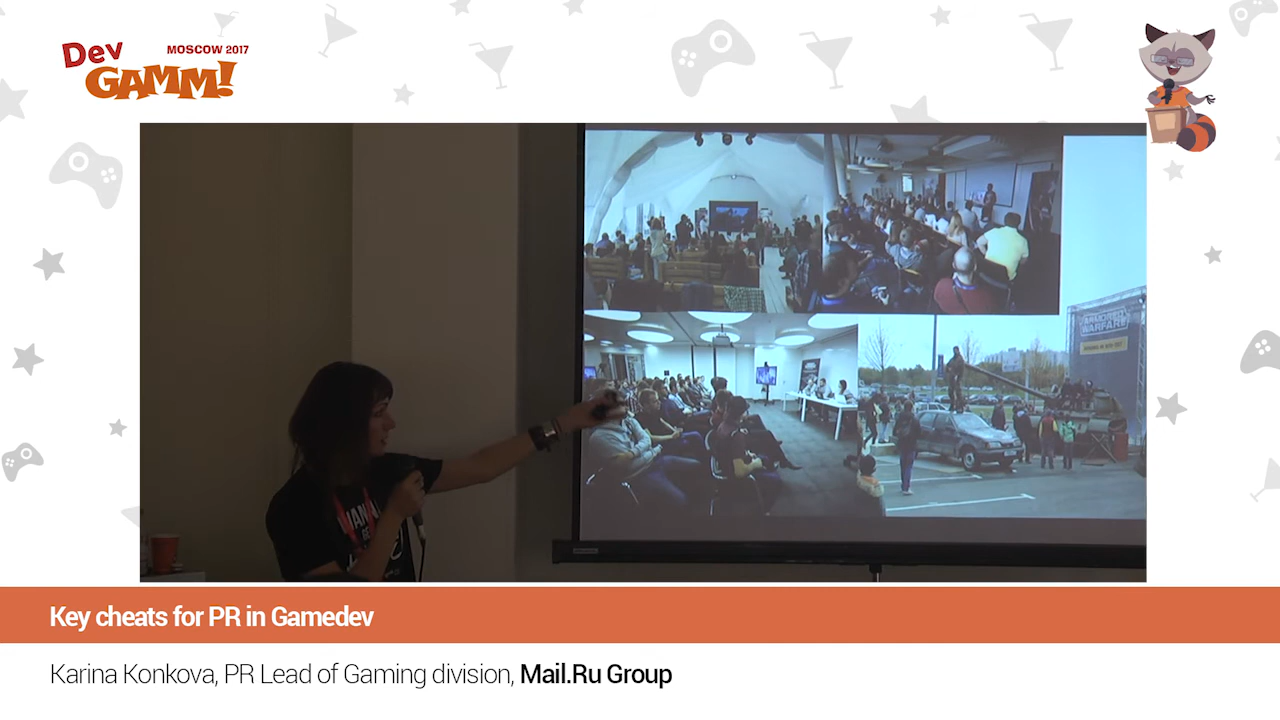 Dev
GAMM!
MOSCOW 2017
ARMORED
WARFARE
Key cheats for PR in Gamedev
Karina Konkova, PR Lead of Gaming division, Mail.Ru Group